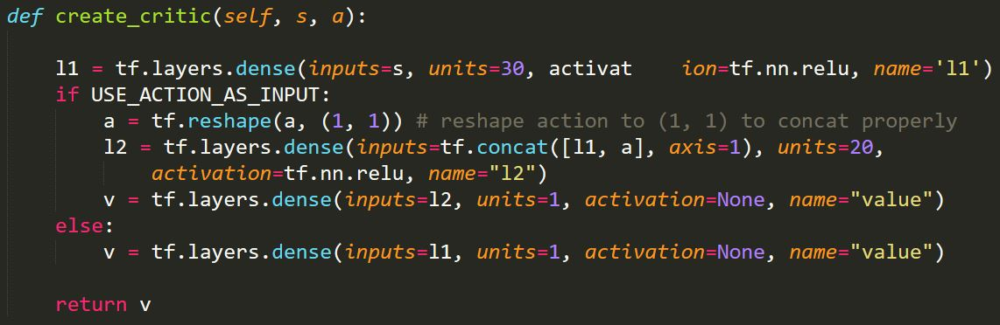 def create_critic(self, s, a):
    l1 = tf.layers.dense(inputs=s, units=30, activat    ion=tf.nn.relu, name='l1')
    if USE_ACTION_AS_INPUT:
        a = tf.reshape(a, (1, 1)) # reshape action to (1, 1) to concat properly
        l2 = tf.layers.dense(inputs=tf.concat([l1, a], axis=1), units=20,
            activation=tf.nn.relu, name="l2")
        v = tf.layers.dense(inputs=l2, units=1, activation=None, name="value")
    else:
        v = tf.layers.dense(inputs=l1, units=1, activation=None, name="value")
    return v